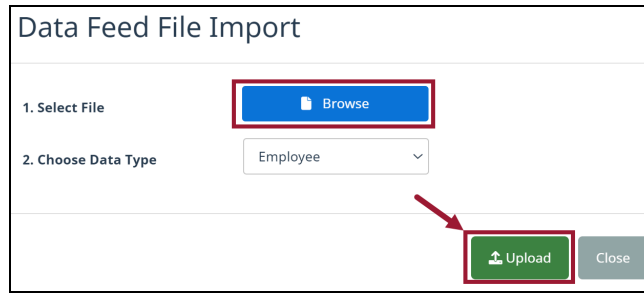 Data Feed File Import
1. Select File
Browse
2. Choose Data Type
Employee
Upload
Close